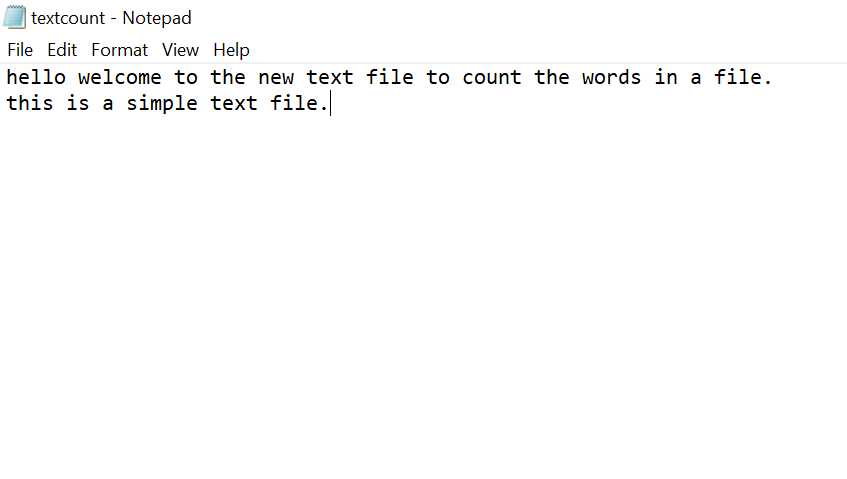 textcount - Notepad
File Edit Format View Help
hello welcome to the new text file to count the words in a file.
this is a simple text file.